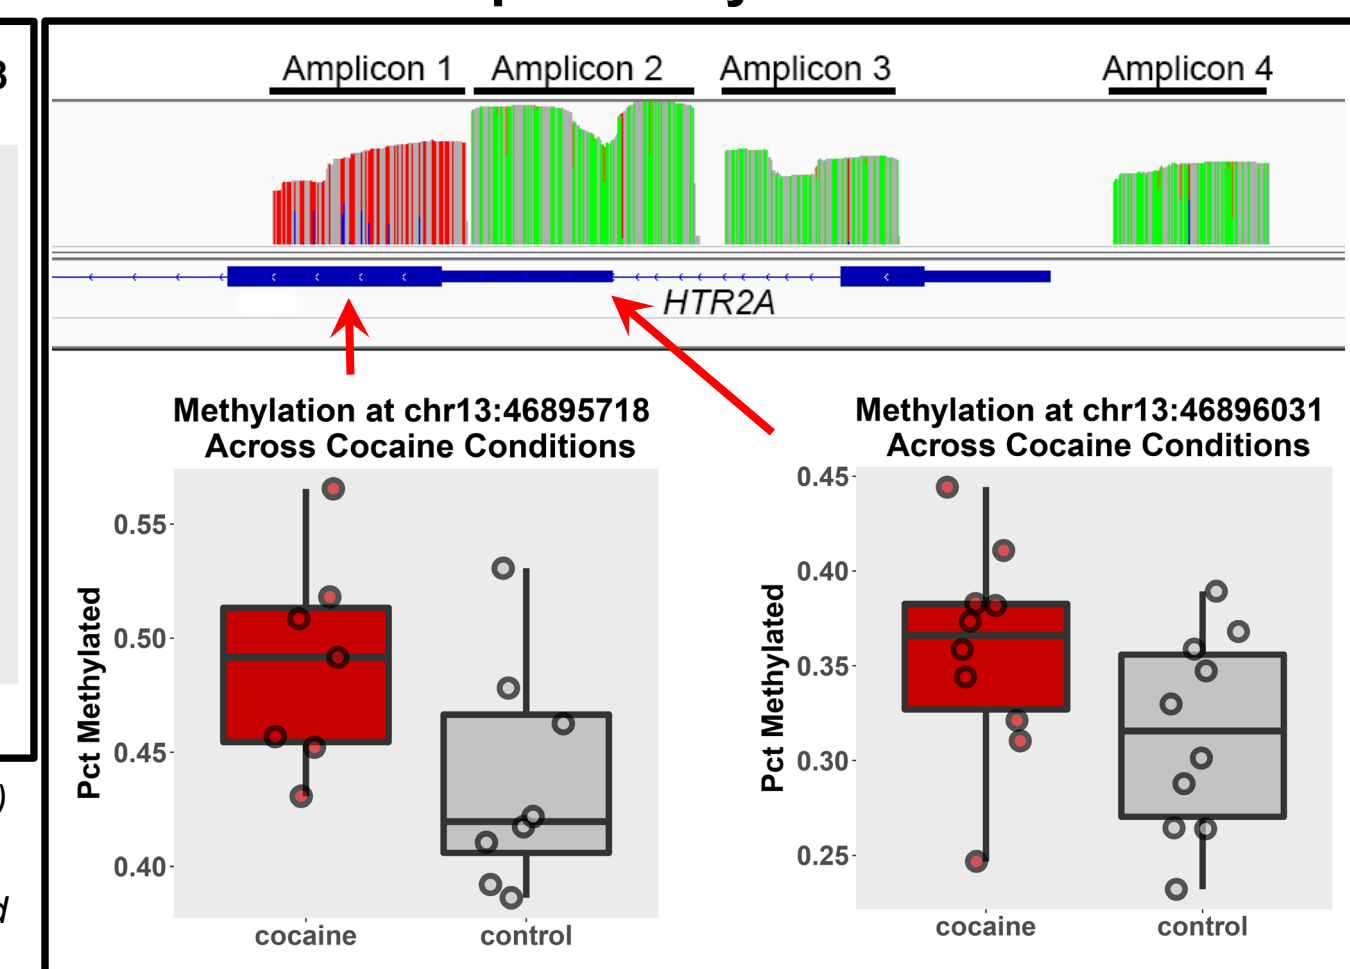 Amplicon 1
Amplicon 2
Amplicon 3
Amplicon 4
HTR2A
Methylation at chr13:46895718
Across Cocaine Conditions
Pct Methylated
0.55
0.50
0.45
0.40
cocaine
control
Methylation at chr13:46896031
Across Cocaine Conditions
Pct Methylated
0.45
0.40
0.35
0.30
0.25
cocaine
control